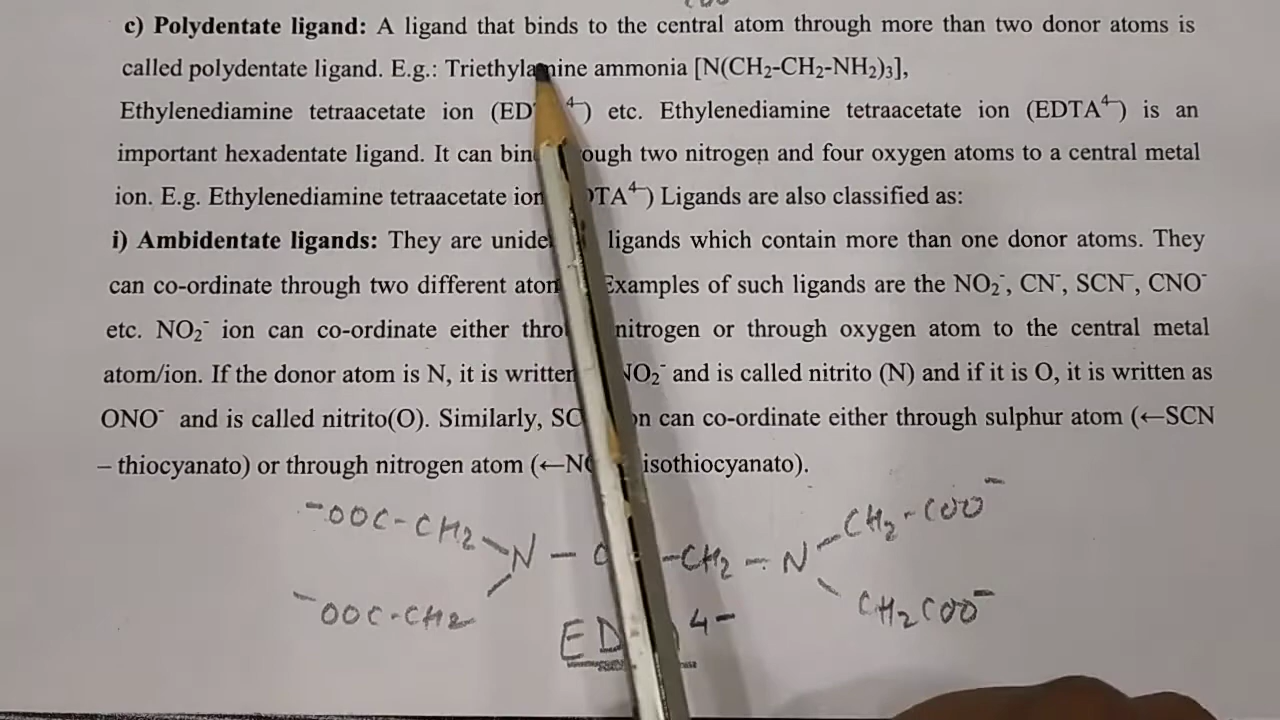 c) Polydentate ligand: A ligand that binds to the central atom through more than two donor atoms is
called polydentate ligand. E.g.: Triethylamine ammonia [N(CH₂-CH₂-NH₂)₃],
Ethylenediamine tetraacetate ion (ED 4–) etc. Ethylenediamine tetraacetate ion (EDTA⁴⁻) is an
important hexadentate ligand. It can bin ough two nitrogen and four oxygen atoms to a central metal
ion. E.g. Ethylenediamine tetraacetate ion TA⁴⁻) Ligands are also classified as:
i) Ambidentate ligands: They are unide ligands which contain more than one donor atoms. They
can co-ordinate through two different atom Examples of such ligands are the NO₂⁻, CN⁻, SCN⁻, CNO⁻
etc. NO₂⁻ ion can co-ordinate either thro nitrogen or through oxygen atom to the central metal
atom/ion. If the donor atom is N, it is written NO₂⁻ and is called nitrito (N) and if it is O, it is written as
ONO⁻ and is called nitrito(O). Similarly, SC n can co-ordinate either through sulphur atom (←SCN
– thiocyanato) or through nitrogen atom (←NC isothiocyanato).
⁻OOC-CH₂ CH₂-COO⁻
N – C -CH₂ – N
⁻OOC-CH₂ CH₂COO⁻
ED 4–